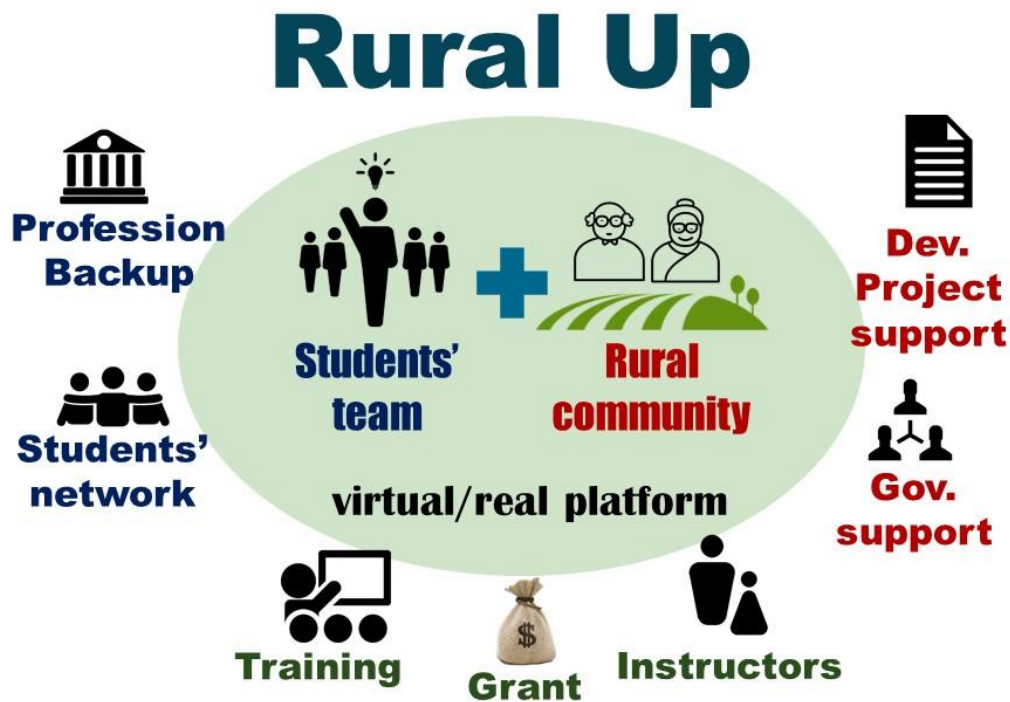 Rural Up
Profession
Backup
Students'
network
Students'
team
Rural
community
virtual/real platform
Dev.
Project
support
Gov.
support
Training
$
Grant
Instructors